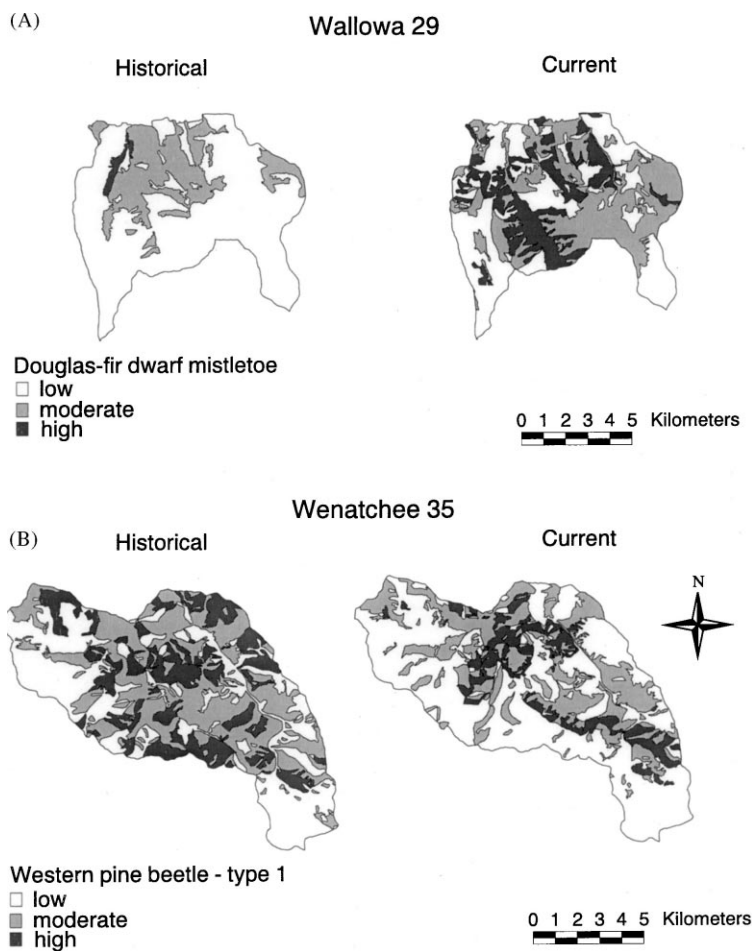 (A)
Wallowa 29
Historical Current
Douglas-fir dwarf mistletoe
low
moderate
high
0 1 2 3 4 5 Kilometers
Wenatchee 35
(B)
Historical Current
N
Western pine beetle - type 1
low
moderate
high
0 1 2 3 4 5 Kilometers